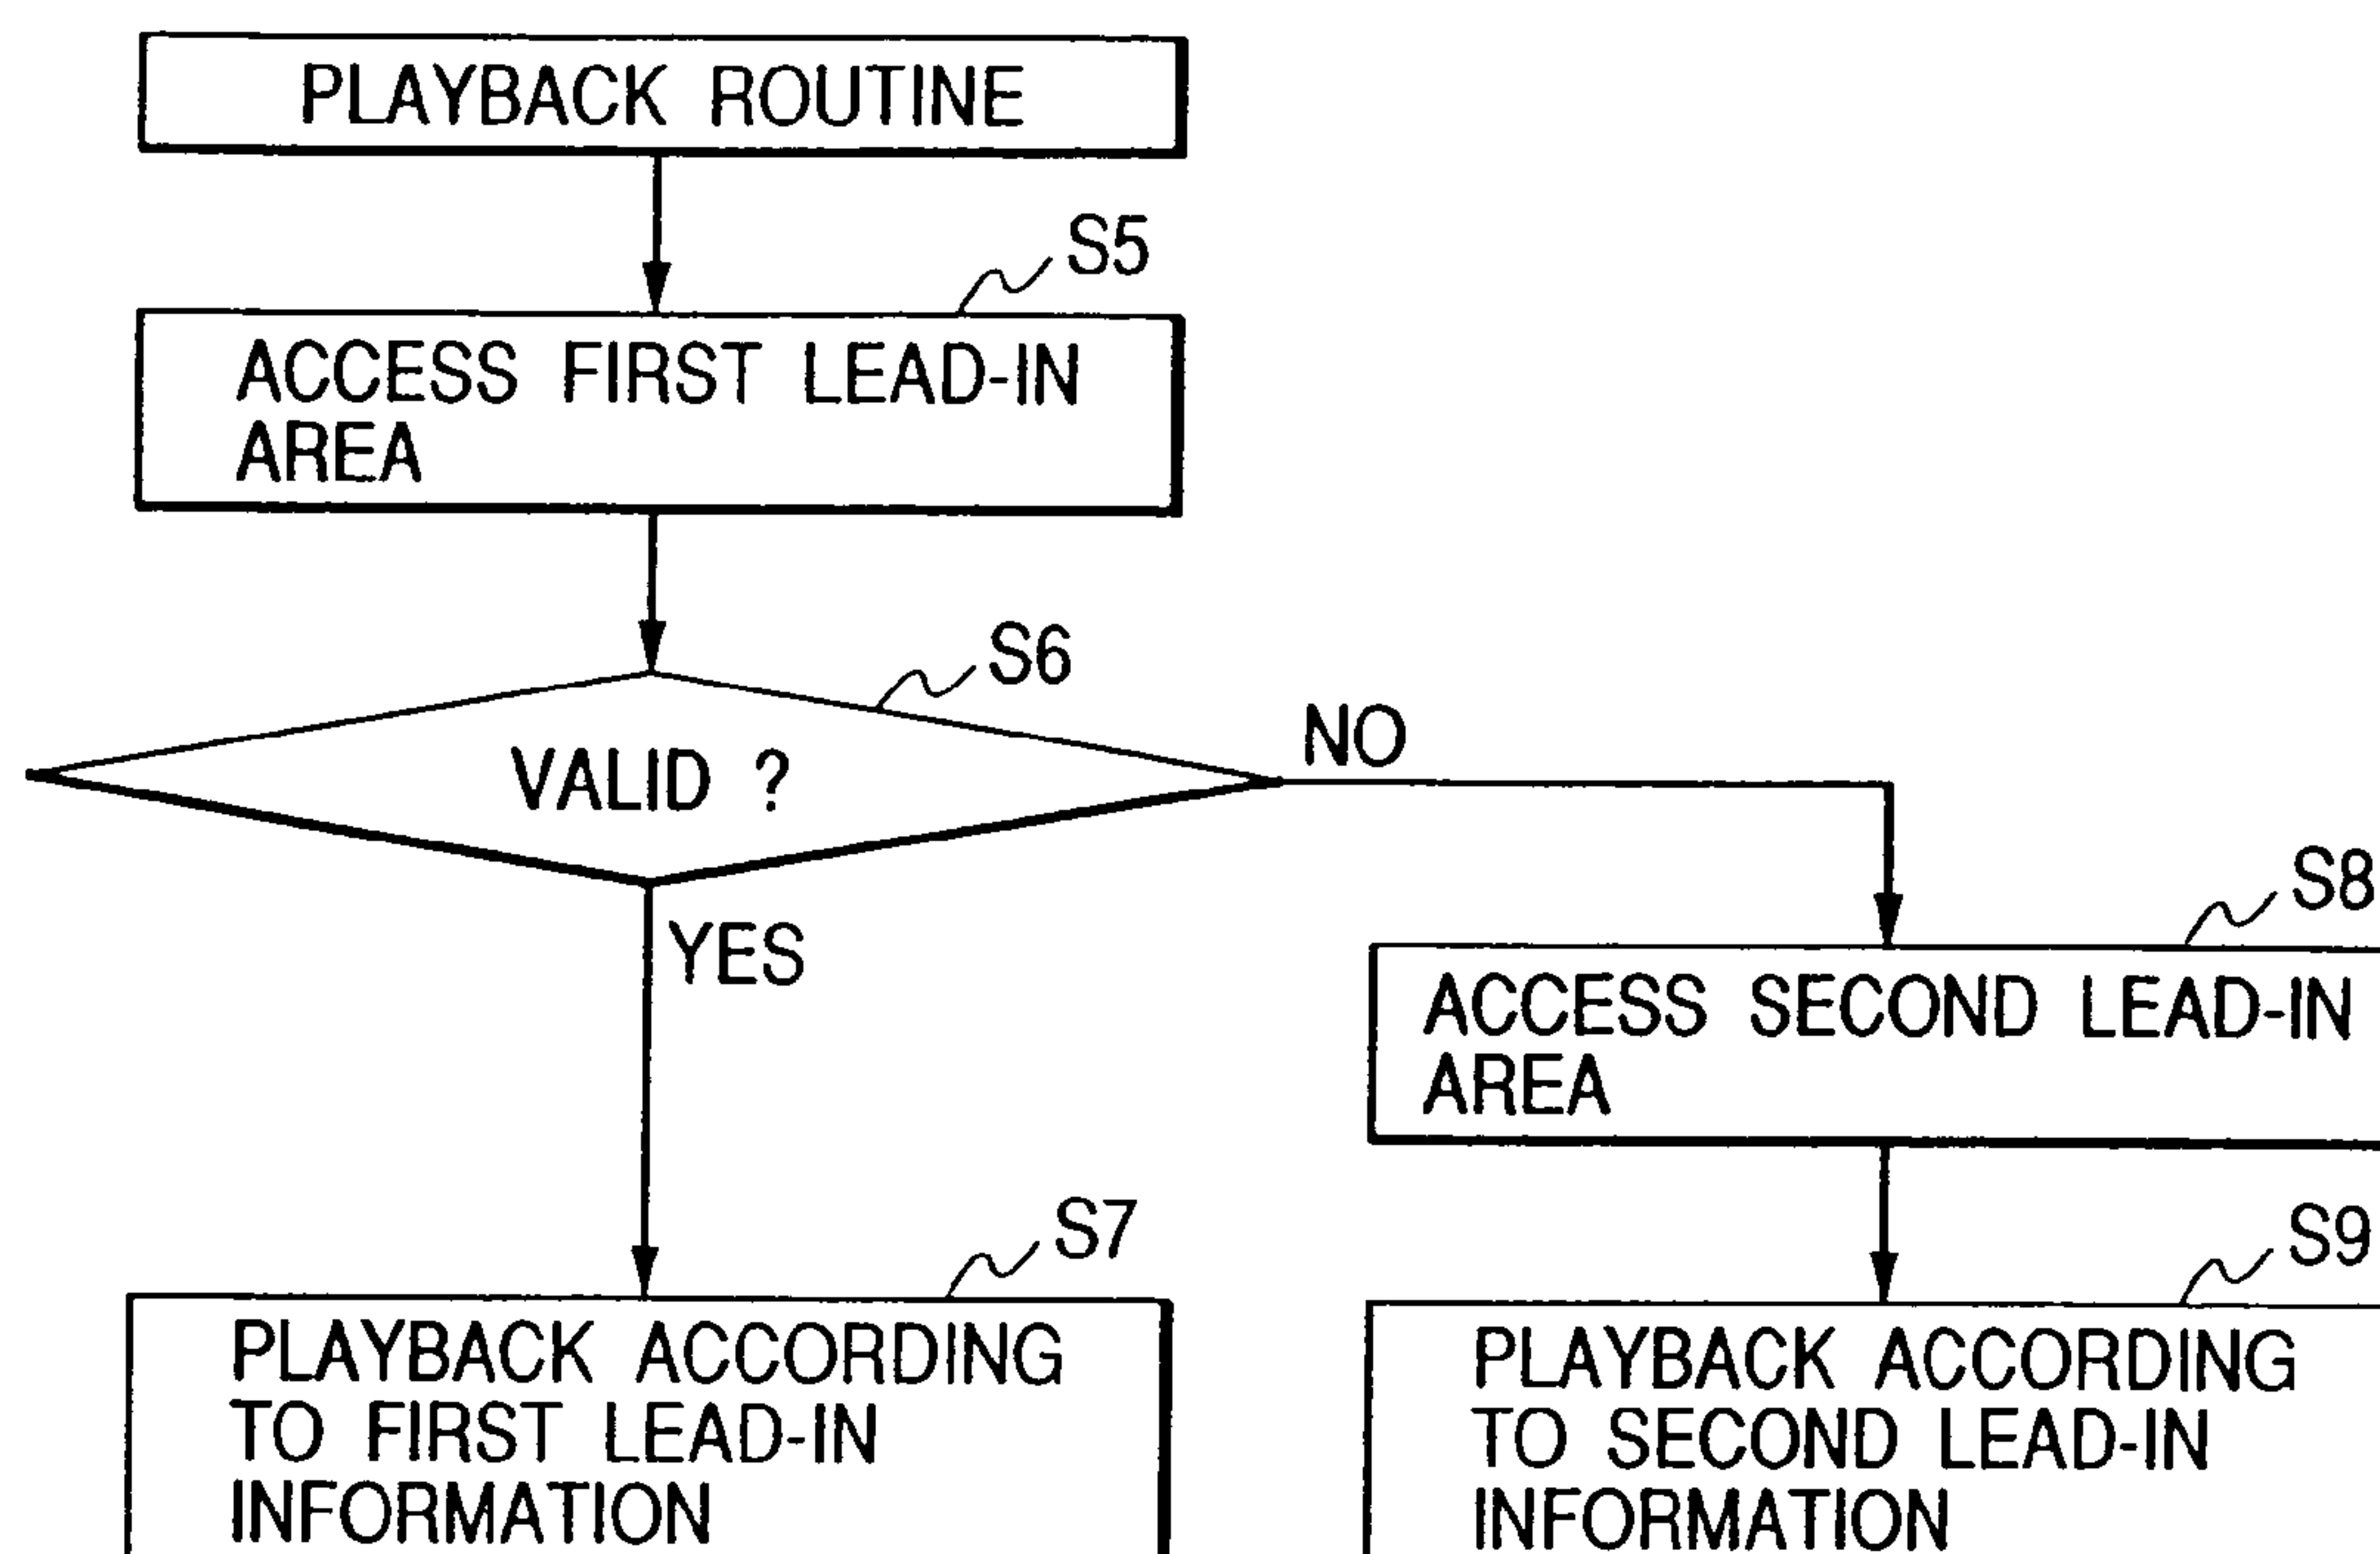 PLAYBACK ROUTINE
S5
ACCESS FIRST LEAD-IN
AREA
S6
VALID ?
NO
YES
S8
ACCESS SECOND LEAD-IN
AREA
S7
PLAYBACK ACCORDING
TO FIRST LEAD-IN
INFORMATION
S9
PLAYBACK ACCORDING
TO SECOND LEAD-IN
INFORMATION